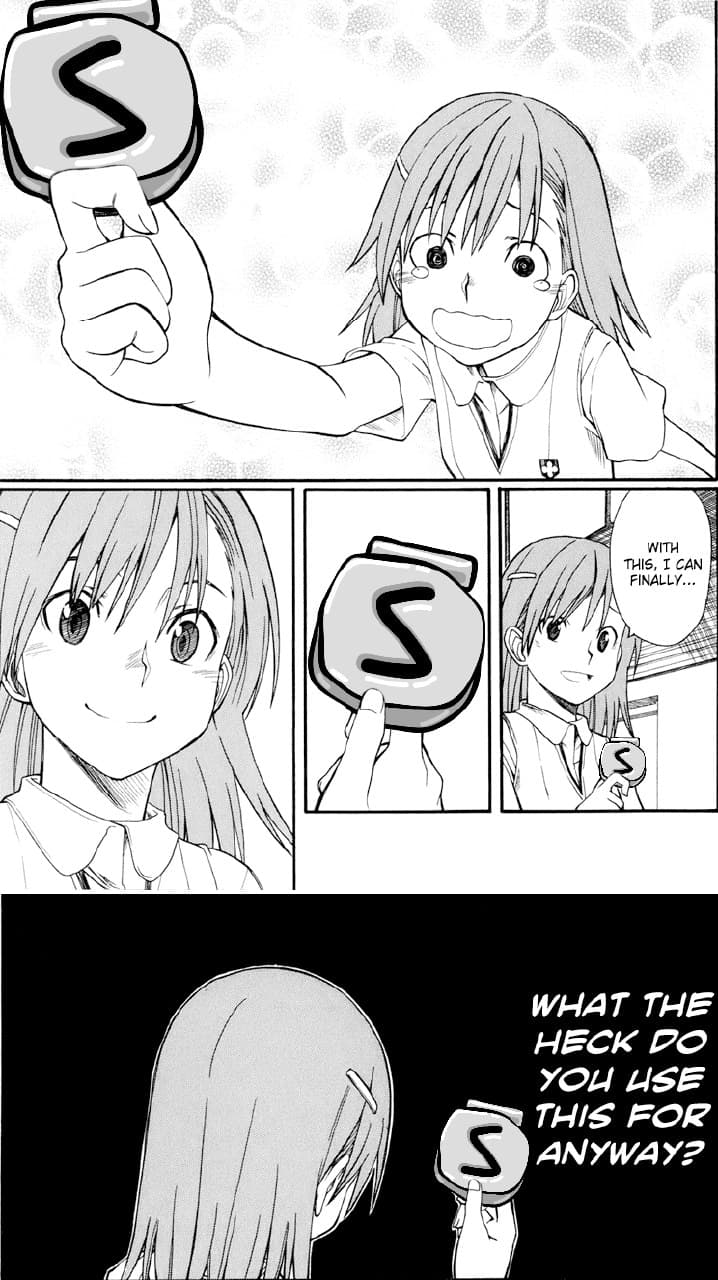 S
S
WITH
THIS, I CAN
FINALLY...
S
WHAT THE
HECK DO
YOU USE
THIS FOR
ANYWAY?
S